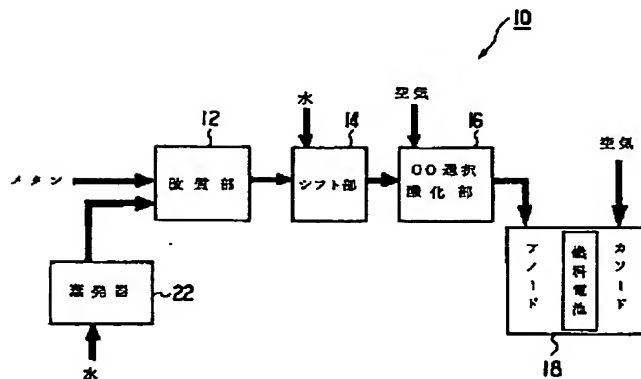 10
水
空気
12
14
16
空気
メタン
改質部
シフト部
CO選択
酸化部
アノード
燃料電池
カソード
蒸発器
22
18
水